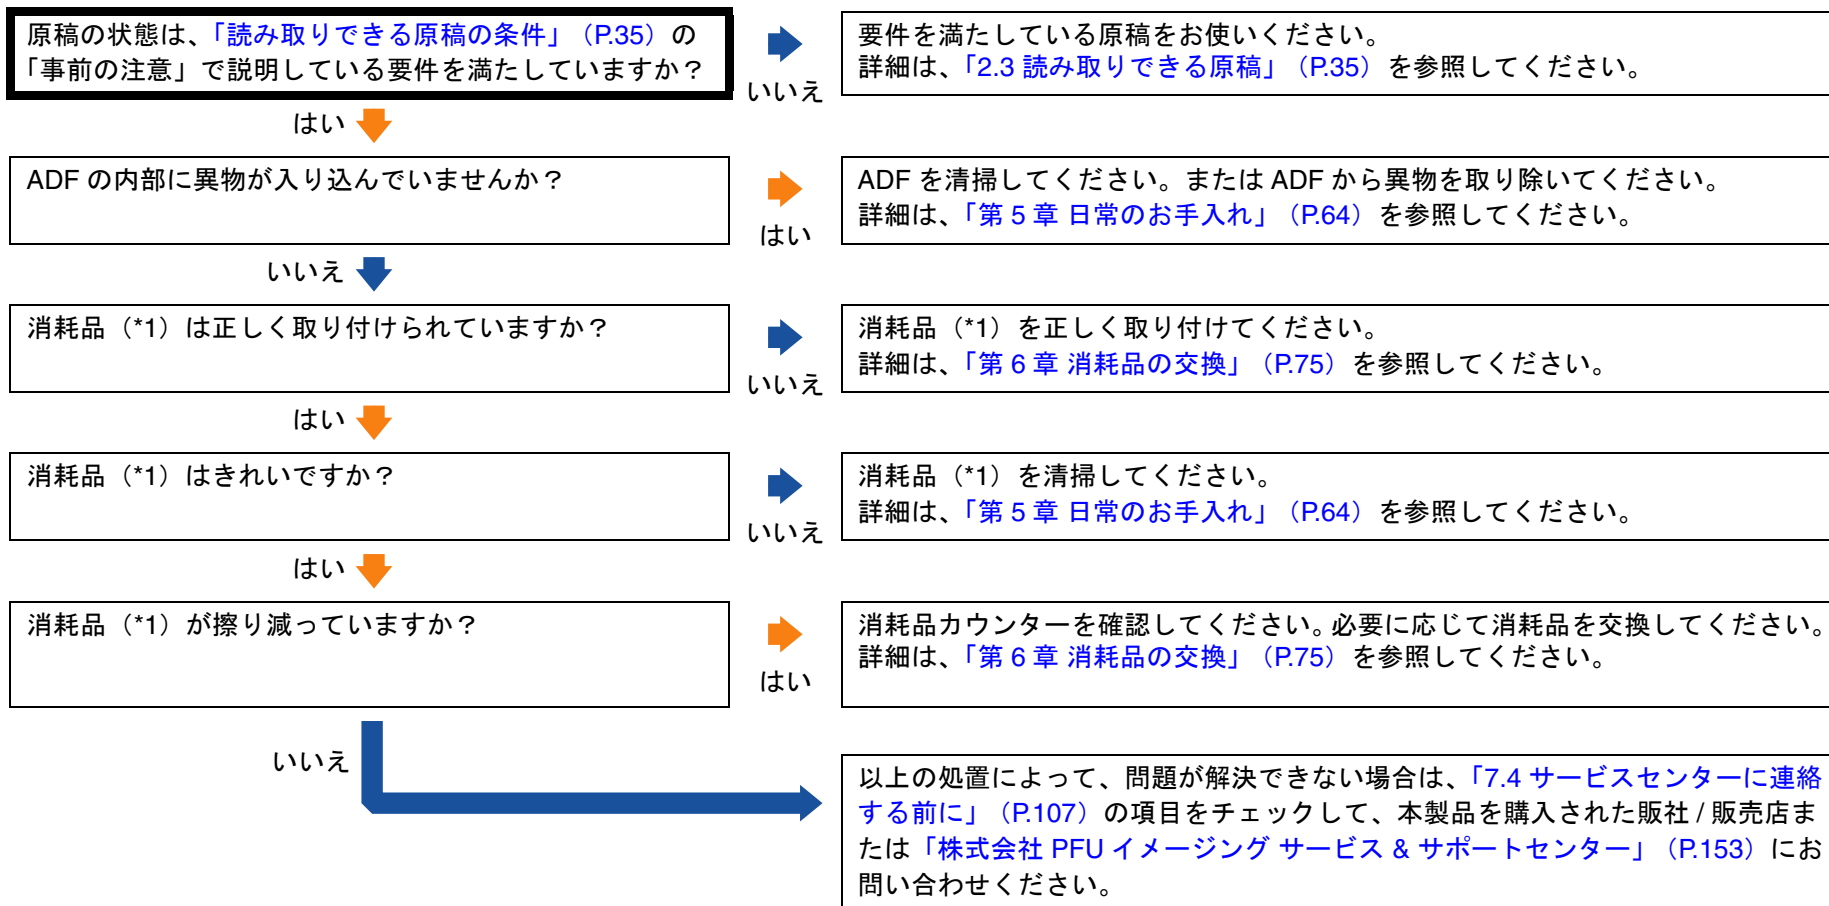 原稿の状態は、「読み取りできる原稿の条件」（P.35）の
「事前の注意」で説明している要件を満たしていますか？
いいえ
要件を満たしている原稿をお使いください。
詳細は、「2.3 読み取りできる原稿」（P.35）を参照してください。
はい
ADF の内部に異物が入り込んでいませんか？
はい
ADF を清掃してください。または ADF から異物を取り除いてください。
詳細は、「第 5 章 日常のお手入れ」（P.64）を参照してください。
いいえ
消耗品（*1）は正しく取り付けられていますか？
いいえ
消耗品（*1）を正しく取り付けてください。
詳細は、「第 6 章 消耗品の交換」（P.75）を参照してください。
はい
消耗品（*1）はきれいですか？
いいえ
消耗品（*1）を清掃してください。
詳細は、「第 5 章 日常のお手入れ」（P.64）を参照してください。
はい
消耗品（*1）が擦り減っていますか？
はい
消耗品カウンターを確認してください。必要に応じて消耗品を交換してください。
詳細は、「第 6 章 消耗品の交換」（P.75）を参照してください。
いいえ
以上の処置によって、問題が解決できない場合は、「7.4 サービスセンターに連絡
する前に」（P.107）の項目をチェックして、本製品を購入された販社 / 販売店ま
たは「株式会社 PFU イメージング サービス & サポートセンター」（P.153）にお
問い合わせください。